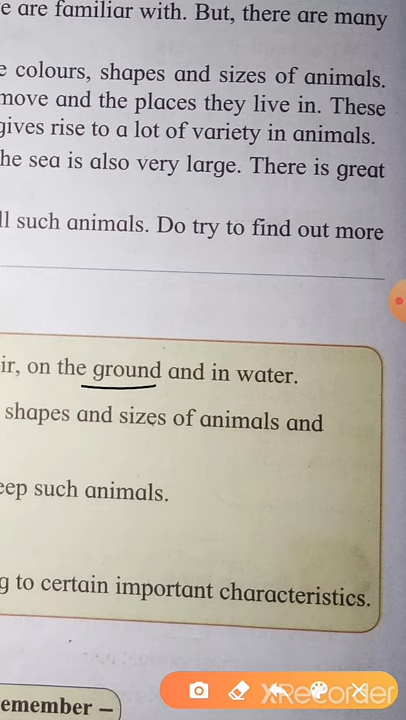 e are familiar with. But, there are many
e colours, shapes and sizes of animals.
move and the places they live in. These
gives rise to a lot of variety in animals.
he sea is also very large. There is great
ll such animals. Do try to find out more
ir, on the ground and in water.
shapes and sizes of animals and
eep such animals.
g to certain important characteristics.
emember –
XRecorder